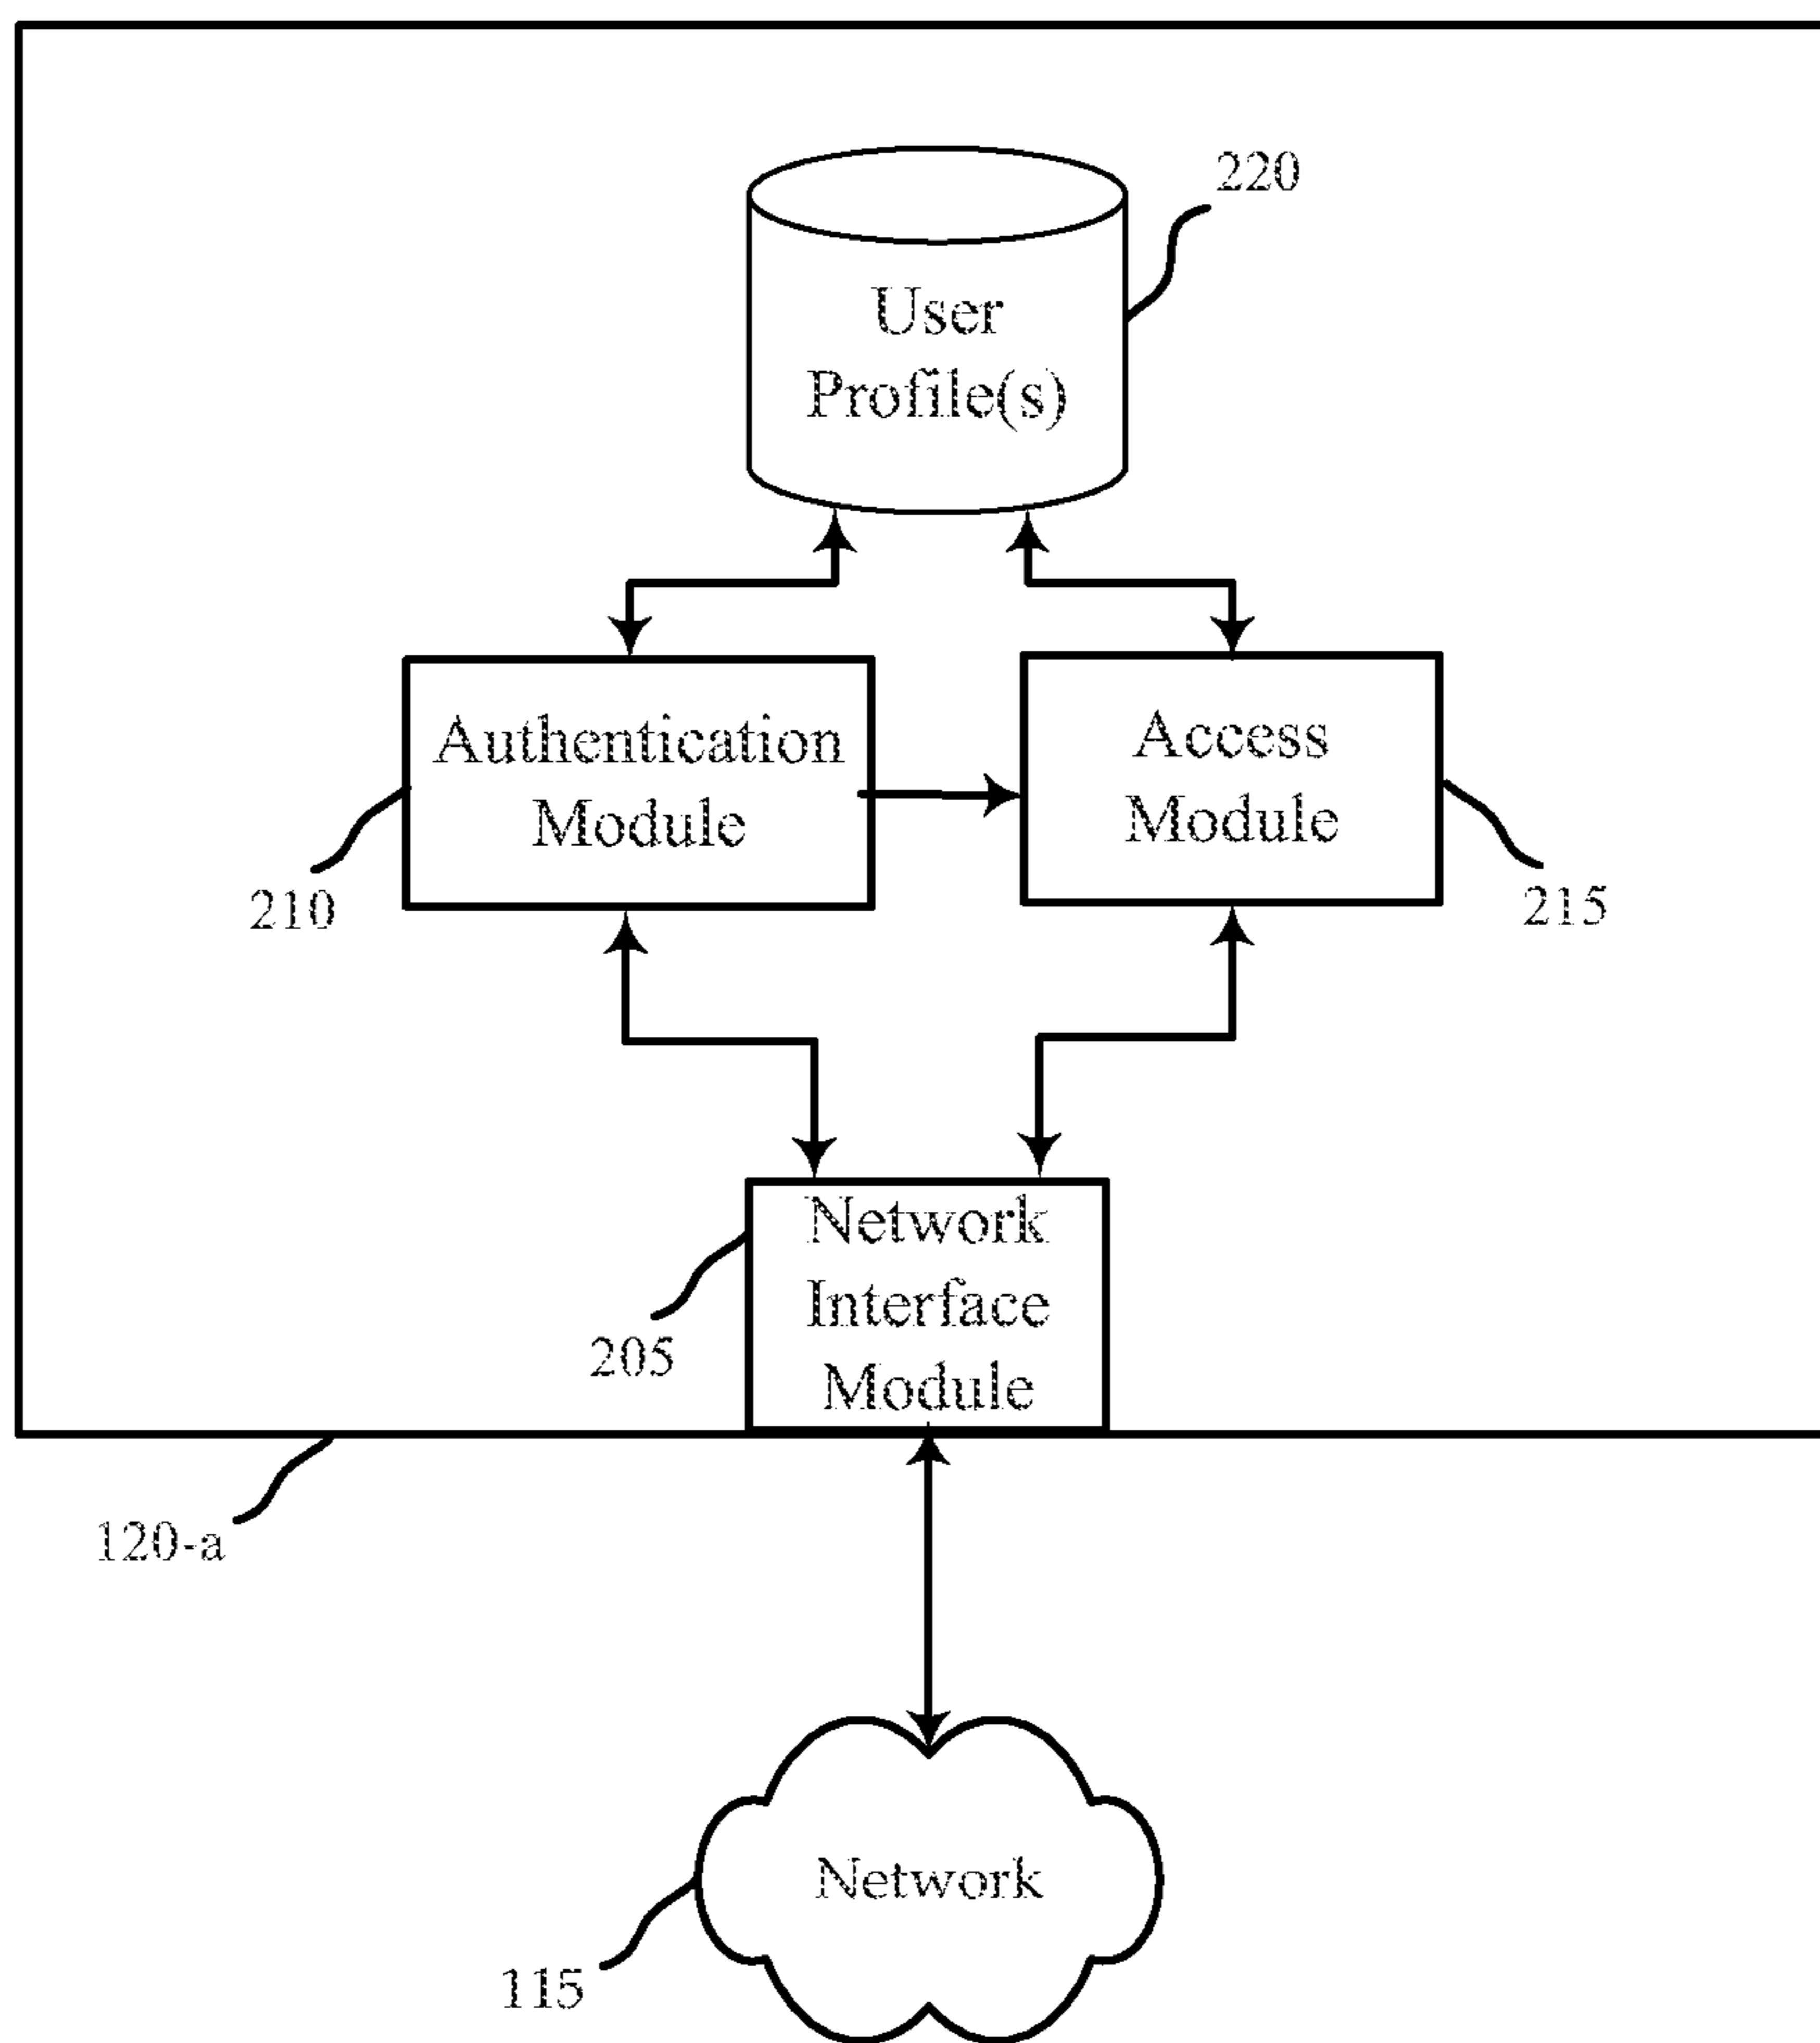 220
User
Profile(s)
Authentication
Module
Access
Module
210
215
Network
Interface
Module
205
120-a
Network
115